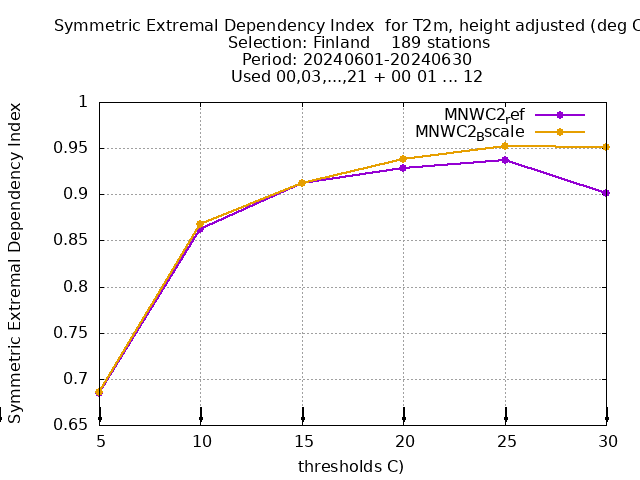 Symmetric Extremal Dependency Index for T2m, height adjusted (deg C
Selection: Finland 189 stations
Period: 20240601-20240630
Used 00,03,...,21 + 00 01 ... 12
MNWC2ref
MNWC2Bscale
Symmetric Extremal Dependency Index
1
0.95
0.9
0.85
0.8
0.75
0.7
0.65
5 10 15 20 25 30
thresholds C)